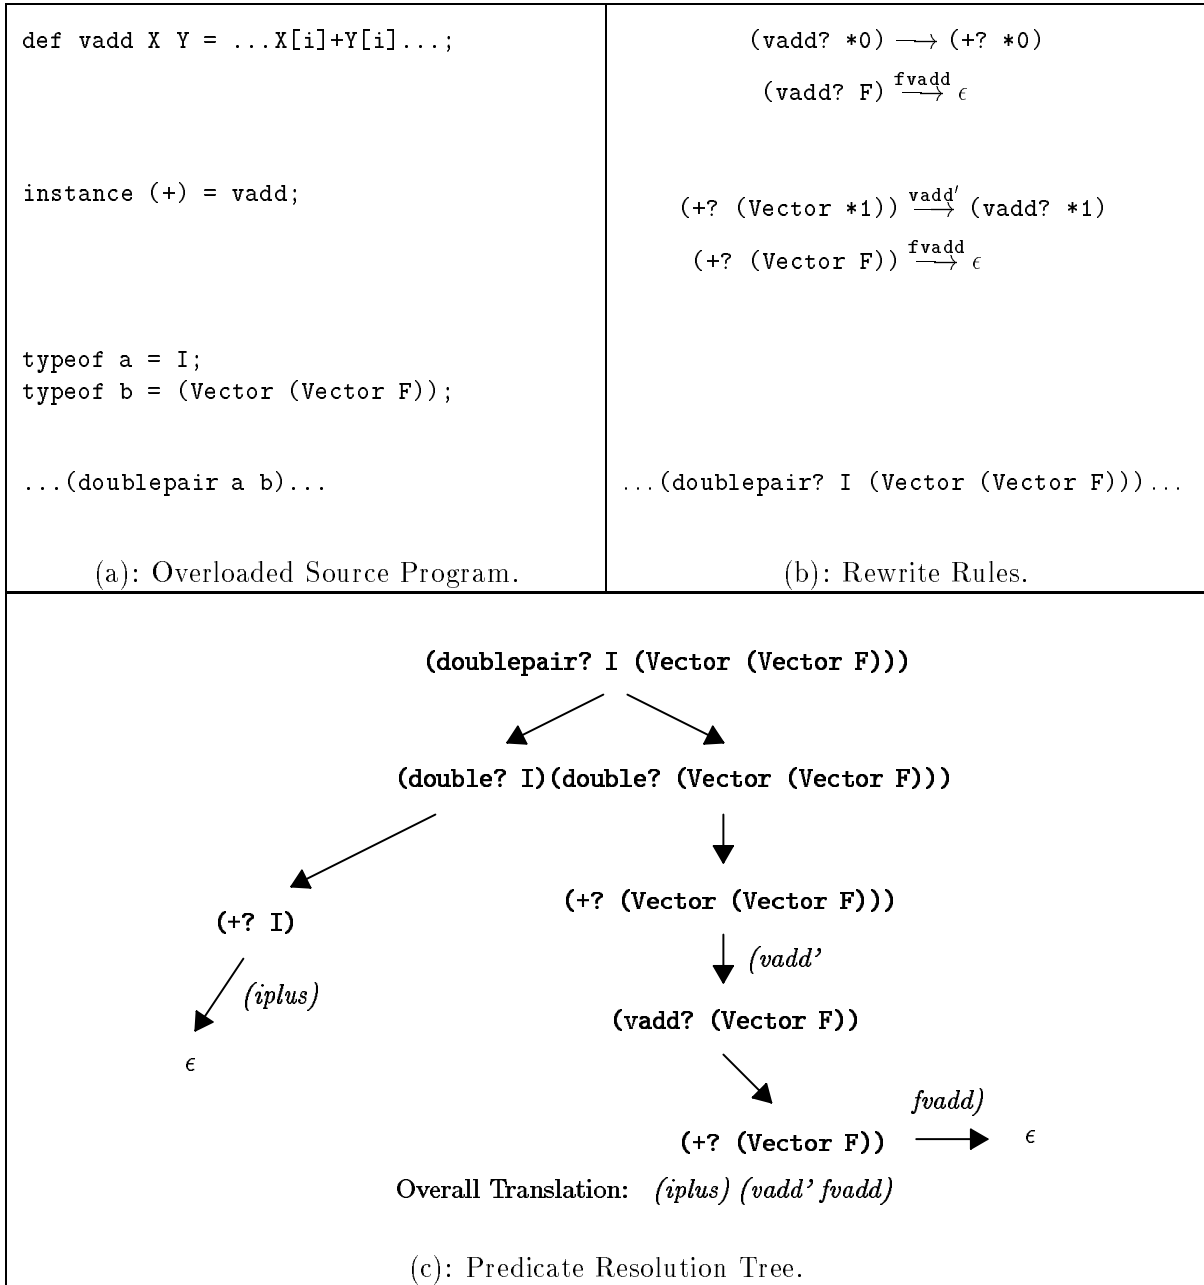 def vadd X Y = ...X[i]+Y[i]...;
instance (+) = vadd;
typeof a = I;
typeof b = (Vector (Vector F));
...(doublepair a b)...
(a): Overloaded Source Program.
(vadd? *0) ⟶ (+? *0)
fvadd
(vadd? F) ⟶ ϵ
vadd′
(+? (Vector *1)) ⟶ (vadd? *1)
fvadd
(+? (Vector F)) ⟶ ϵ
...(doublepair? I (Vector (Vector F)))...
(b): Rewrite Rules.
(doublepair? I (Vector (Vector F)))
(double? I)(double? (Vector (Vector F)))
(+? I)
(+? (Vector (Vector F)))
(iplus)
(vadd'
ϵ
(vadd? (Vector F))
fvadd)
(+? (Vector F))
ϵ
Overall Translation: (iplus) (vadd' fvadd)
(c): Predicate Resolution Tree.